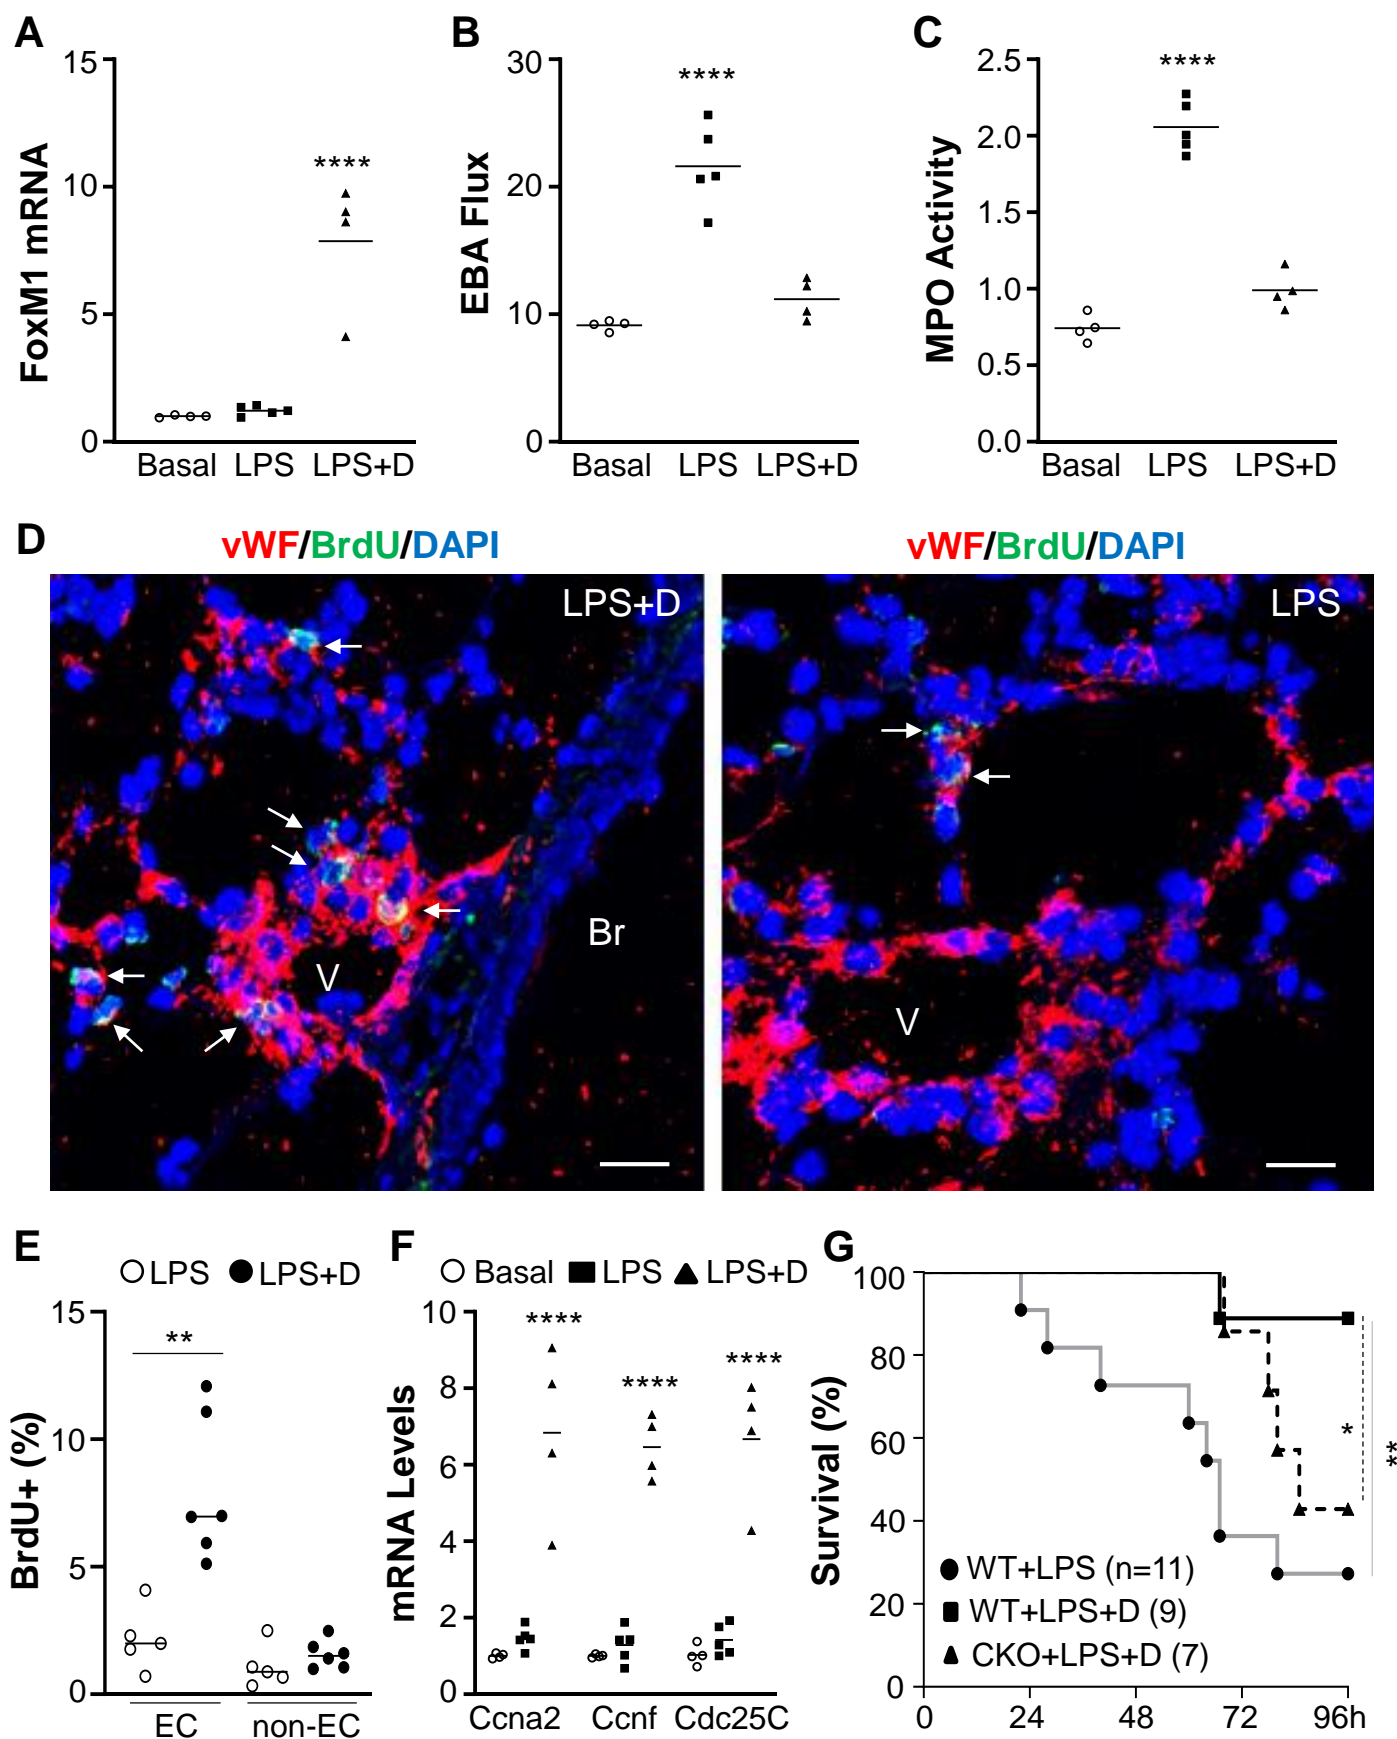 A
15
10
5
0
FoxM1 mRNA
****
Basal LPS LPS+D
B
30
20
10
0
EBA Flux
****
Basal LPS LPS+D
C
2.5
2.0
1.5
1.0
0.5
0.0
MPO Activity
****
Basal LPS LPS+D
D
vWF/BrdU/DAPI
LPS+D
Br
V
vWF/BrdU/DAPI
LPS
V
E
LPS LPS+D
15
10
5
0
BrdU+ (%)
**
EC non-EC
F
Basal LPS LPS+D
10
8
6
4
2
0
mRNA Levels
****
****
****
Ccna2 Ccnf Cdc25C
G
100
80
60
40
20
0
Survival (%)
*
**
WT+LPS (n=11)
WT+LPS+D (9)
CKO+LPS+D (7)
0 24 48 72 96h